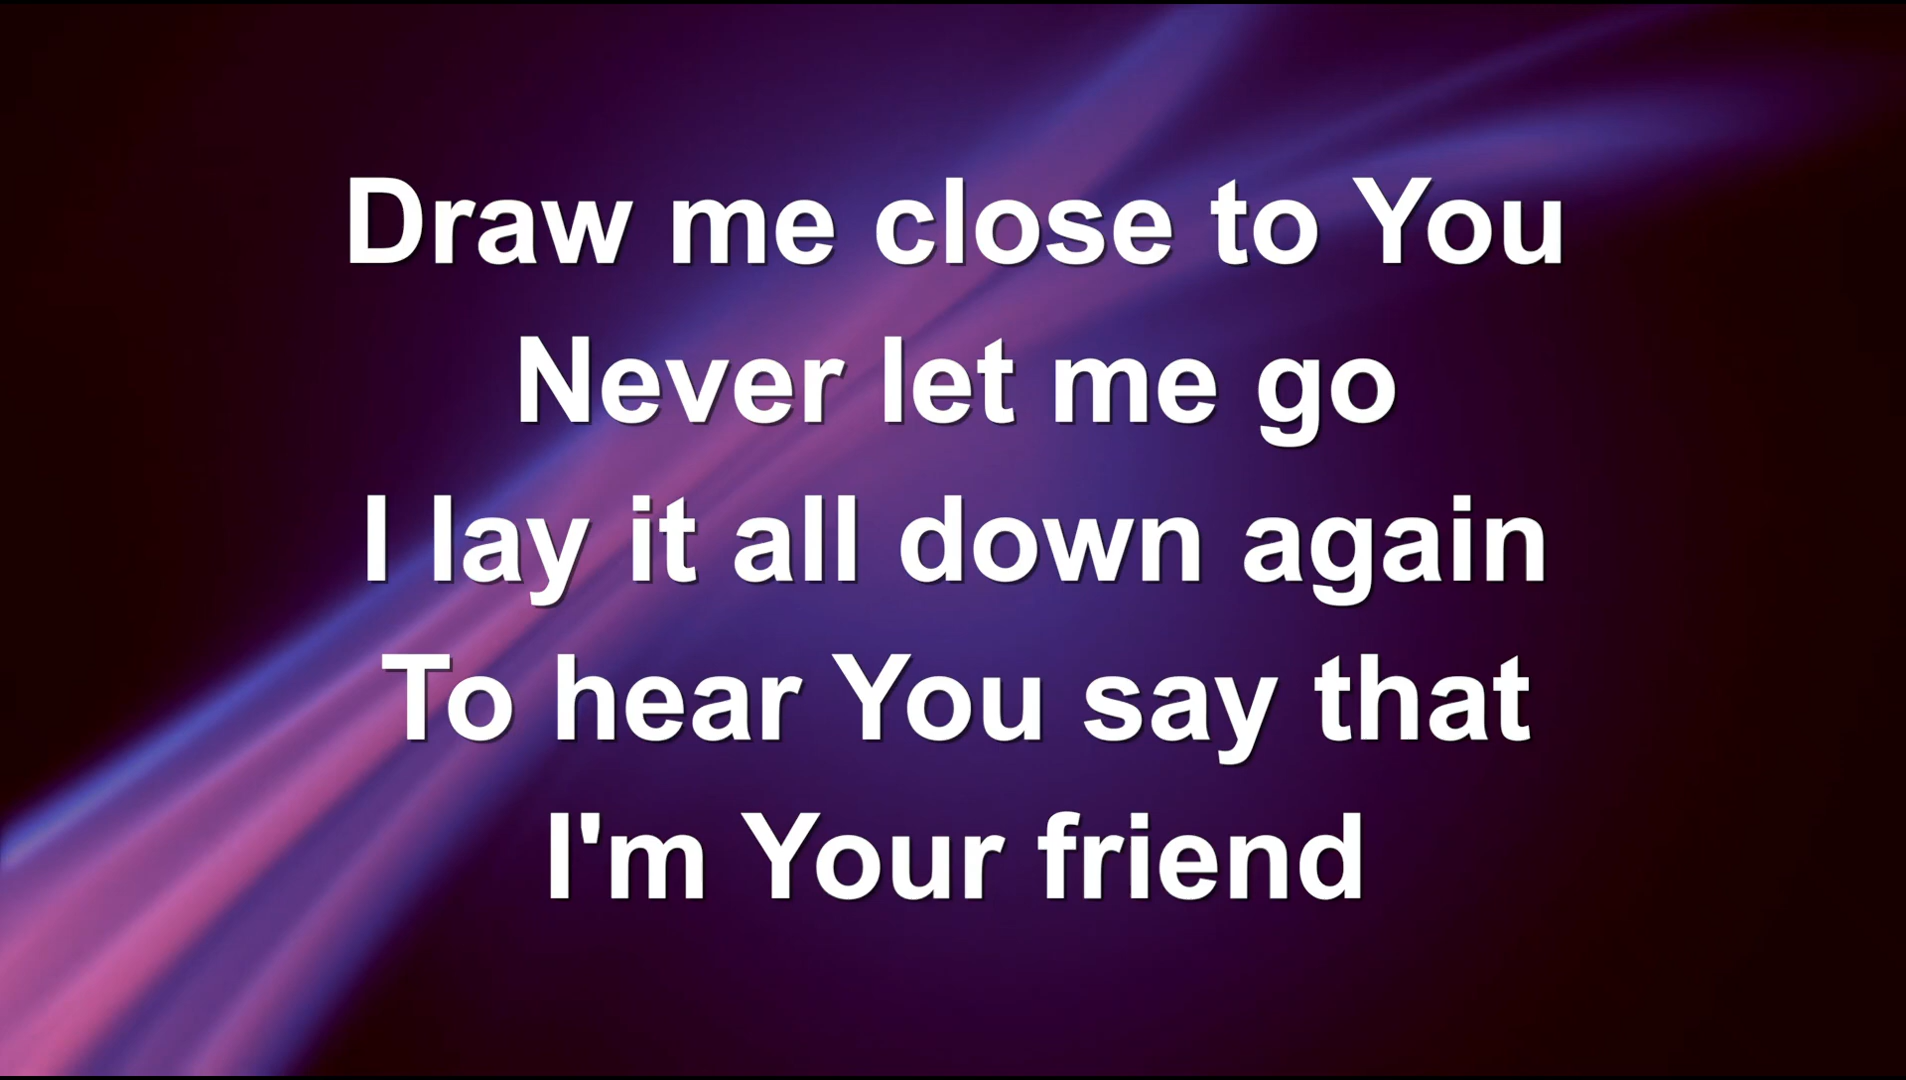 Draw me close to You
Never let me go
I lay it all down again
To hear You say that
I'm Your friend